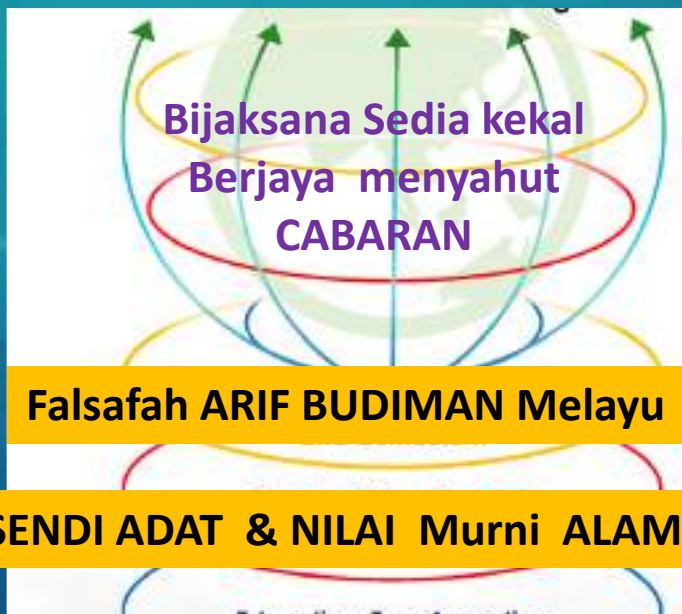 Bijaksana Sedia kekal
Berjaya menyahut
CABARAN
Falsafah ARIF BUDIMAN Melayu
SENDI ADAT & NILAI Murni ALAM